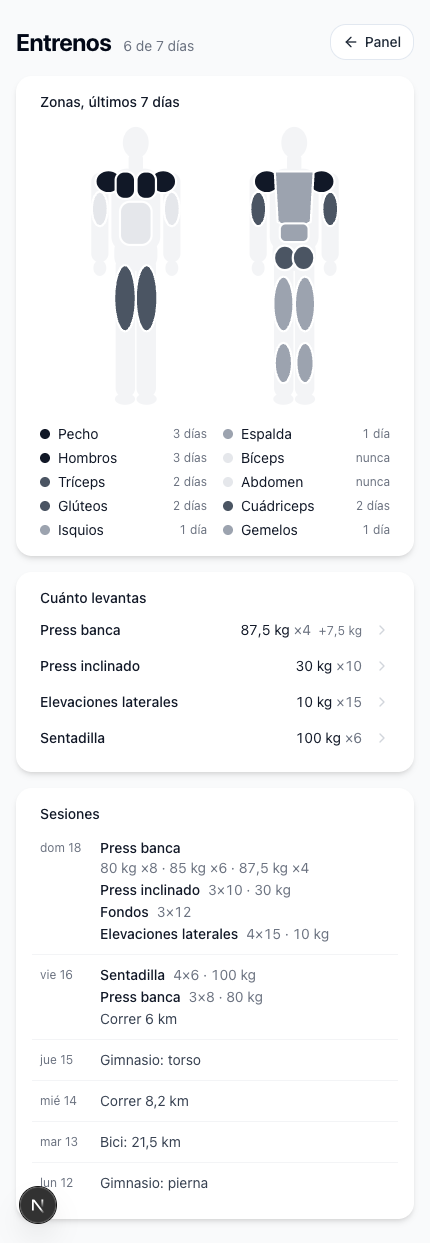 Entrenos 6 de 7 días
← Panel
Zonas, últimos 7 días
Pecho 3 días
Espalda 1 día
Hombros 3 días
Bíceps nunca
Tríceps 2 días
Abdomen nunca
Glúteos 2 días
Cuádriceps 2 días
Isquios 1 día
Gemelos 1 día
Cuánto levantas
Press banca 87,5 kg ×4 +7,5 kg
Press inclinado 30 kg ×10
Elevaciones laterales 10 kg ×15
Sentadilla 100 kg ×6
Sesiones
dom 18 Press banca
80 kg ×8 · 85 kg ×6 · 87,5 kg ×4
Press inclinado 3×10 · 30 kg
Fondos 3×12
Elevaciones laterales 4×15 · 10 kg
vie 16 Sentadilla 4×6 · 100 kg
Press banca 3×8 · 80 kg
Correr 6 km
jue 15 Gimnasio: torso
mié 14 Correr 8,2 km
mar 13 Bici: 21,5 km
lun 12 Gimnasio: pierna
N